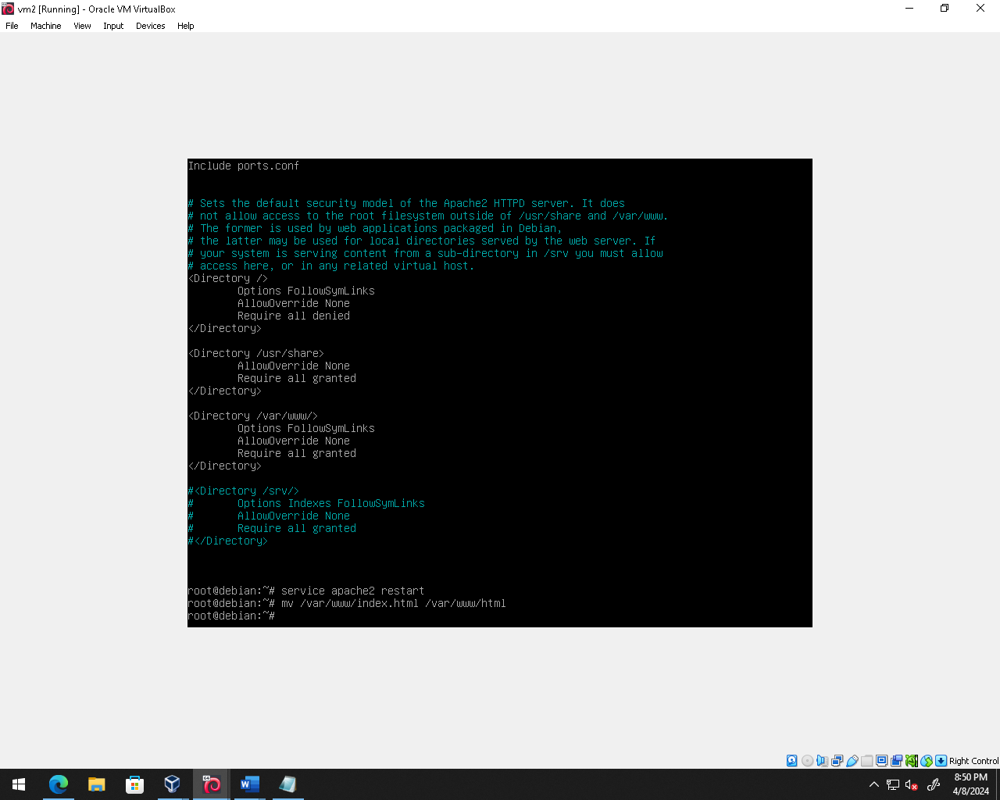 vm2 [Running] - Oracle VM VirtualBox
File Machine View Input Devices Help
Include ports.conf
# Sets the default security model of the Apache2 HTTPD server. It does
# not allow access to the root filesystem outside of /usr/share and /var/www.
# The former is used by web applications packaged in Debian,
# the latter may be used for local directories served by the web server. If
# your system is serving content from a sub-directory in /srv you must allow
# access here, or in any related virtual host.
<Directory />
Options FollowSymLinks
AllowOverride None
Require all denied
</Directory>
<Directory /usr/share>
AllowOverride None
Require all granted
</Directory>
<Directory /var/www/>
Options FollowSymLinks
AllowOverride None
Require all granted
</Directory>
#<Directory /srv/>
# Options Indexes FollowSymLinks
# AllowOverride None
# Require all granted
#</Directory>
root@debian:~# service apache2 restart
root@debian:~# mv /var/www/index.html /var/www/html
root@debian:~#
Right Control
64
W
8:50 PM
4/8/2024